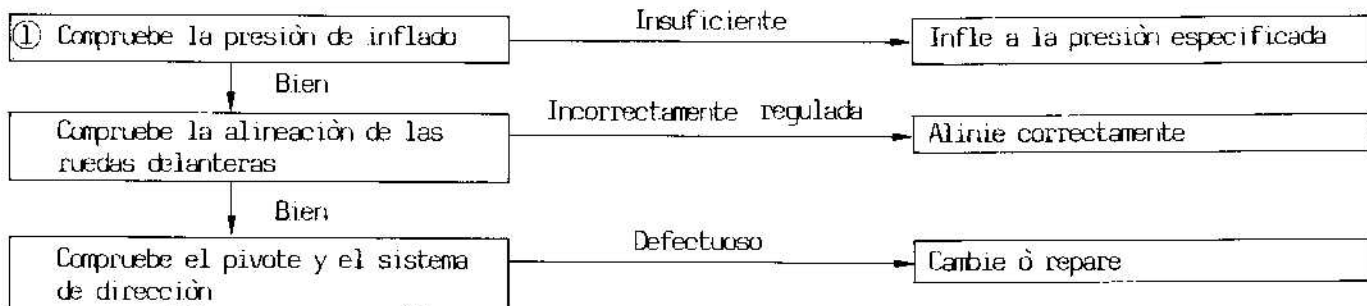 Insuficiente
① Compruebe la presiòn de inflado
Infle a la presiòn especificada
Bien
Incorrectamente regulada
Compruebe la alineaciòn de las
ruedas delanteras
Alinie correctamente
Bien
Defectuoso
Compruebe el pivote y el sistema
de direcciòn
Cambie ò repare